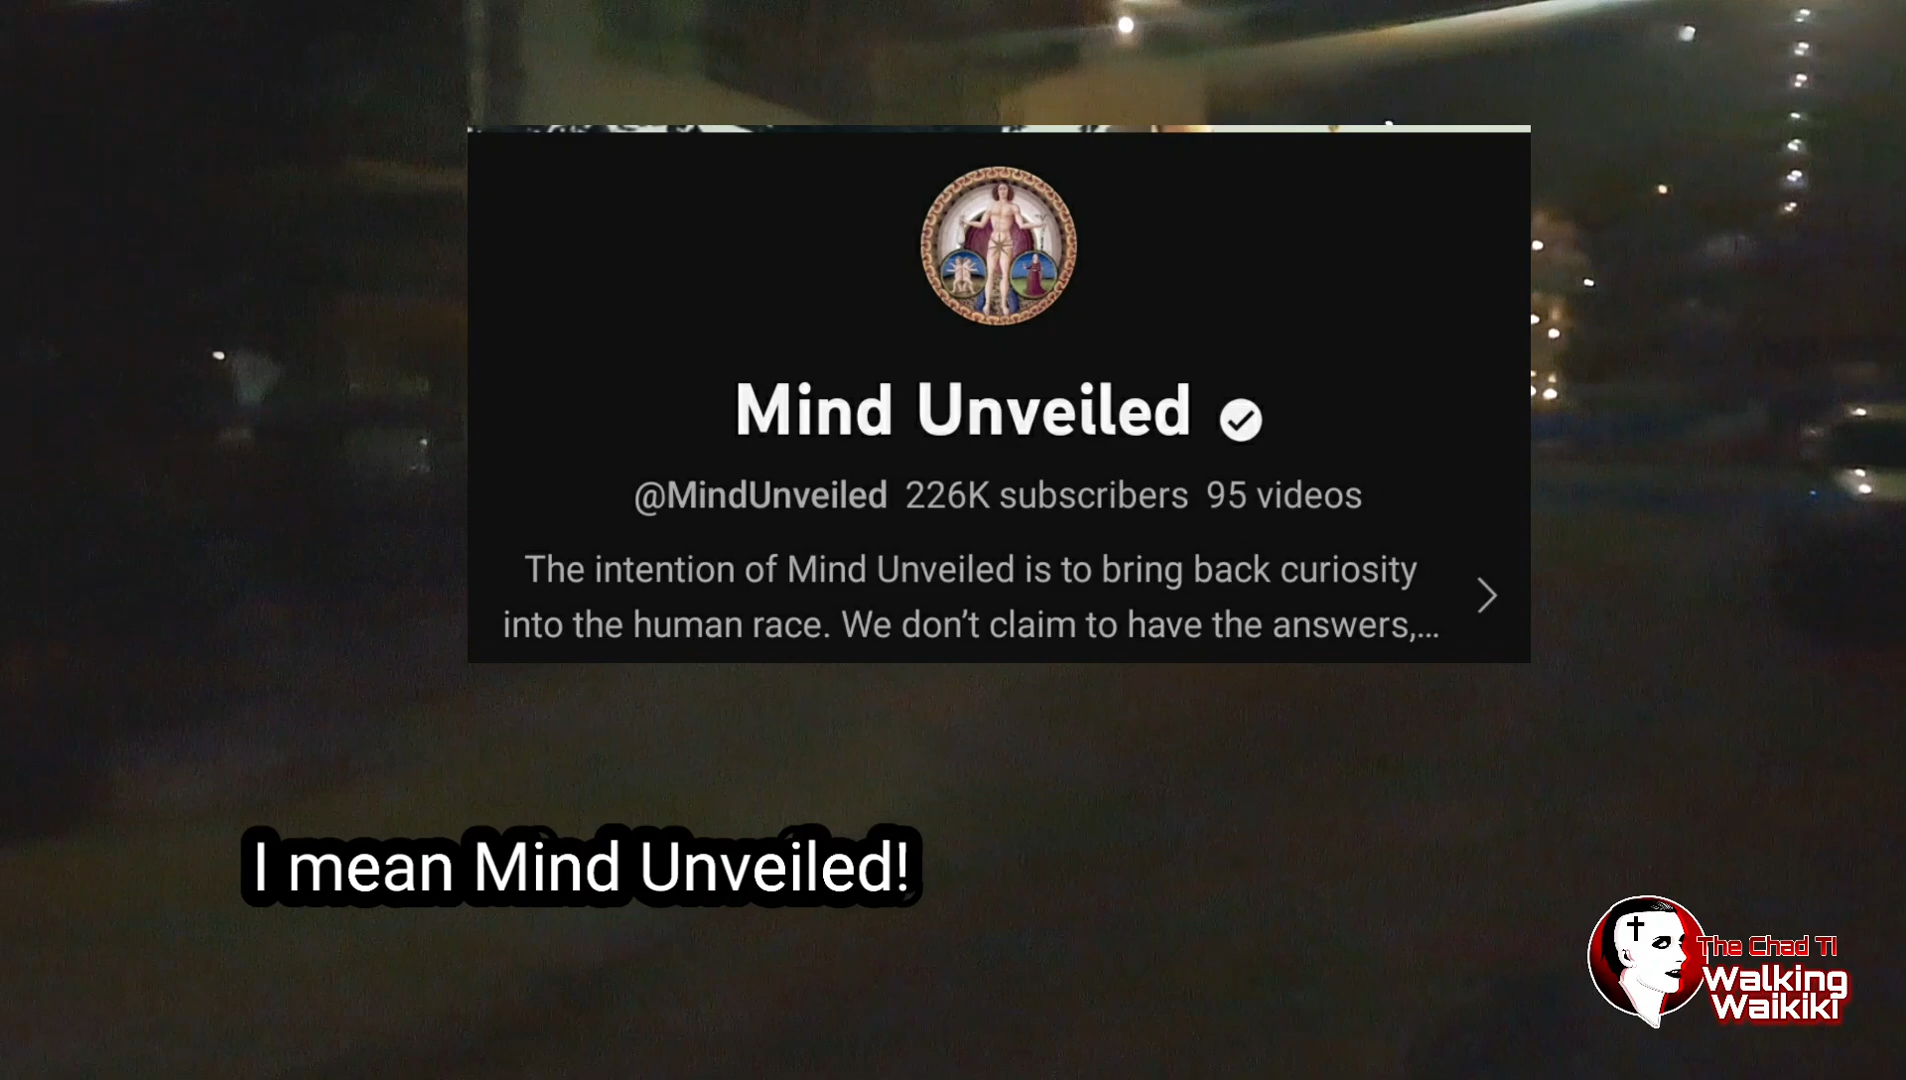 Mind Unveiled
@MindUnveiled 226K subscribers 95 videos
The intention of Mind Unveiled is to bring back curiosity
into the human race. We don’t claim to have the answers,...
I mean Mind Unveiled!
The Chad TI
Walking
Waikiki